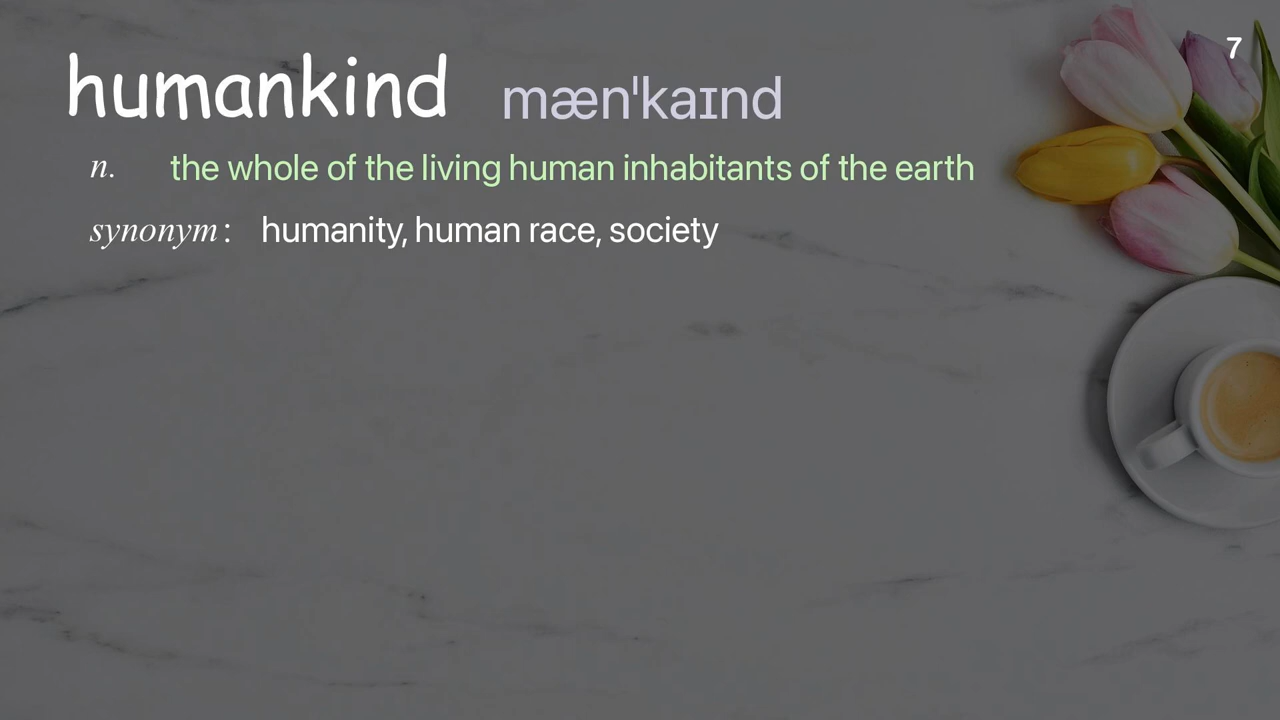 7
humankind mæn'kaɪnd
n. the whole of the living human inhabitants of the earth
synonym: humanity, human race, society